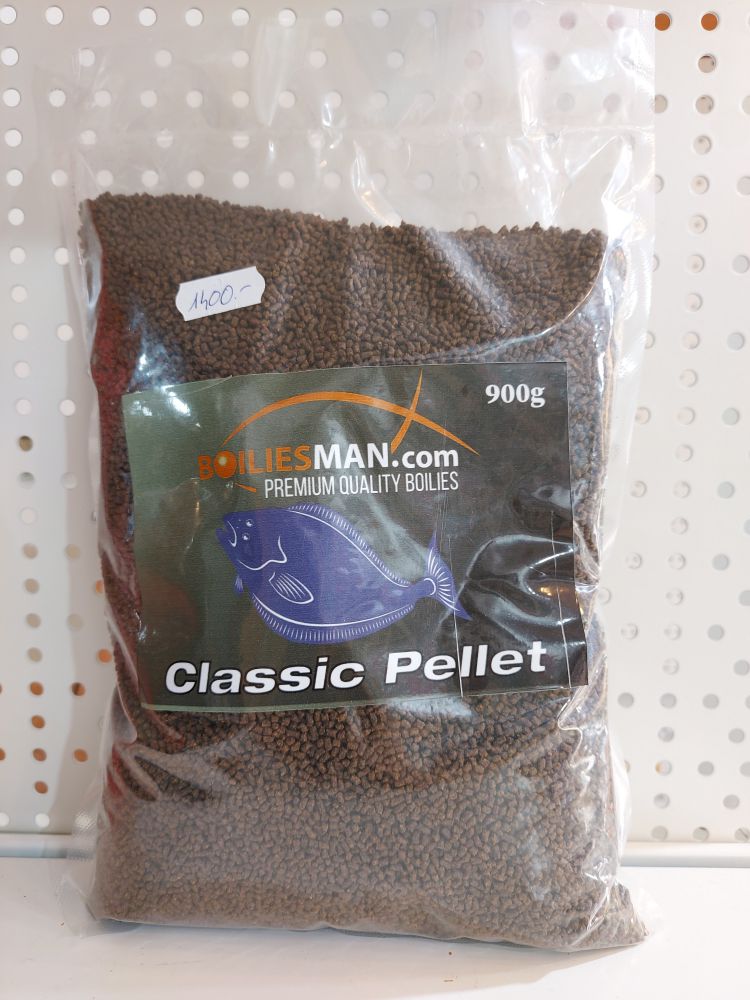 1400.-
900g
BOILIESMAN.com
PREMIUM QUALITY BOILIES
Classic Pellet